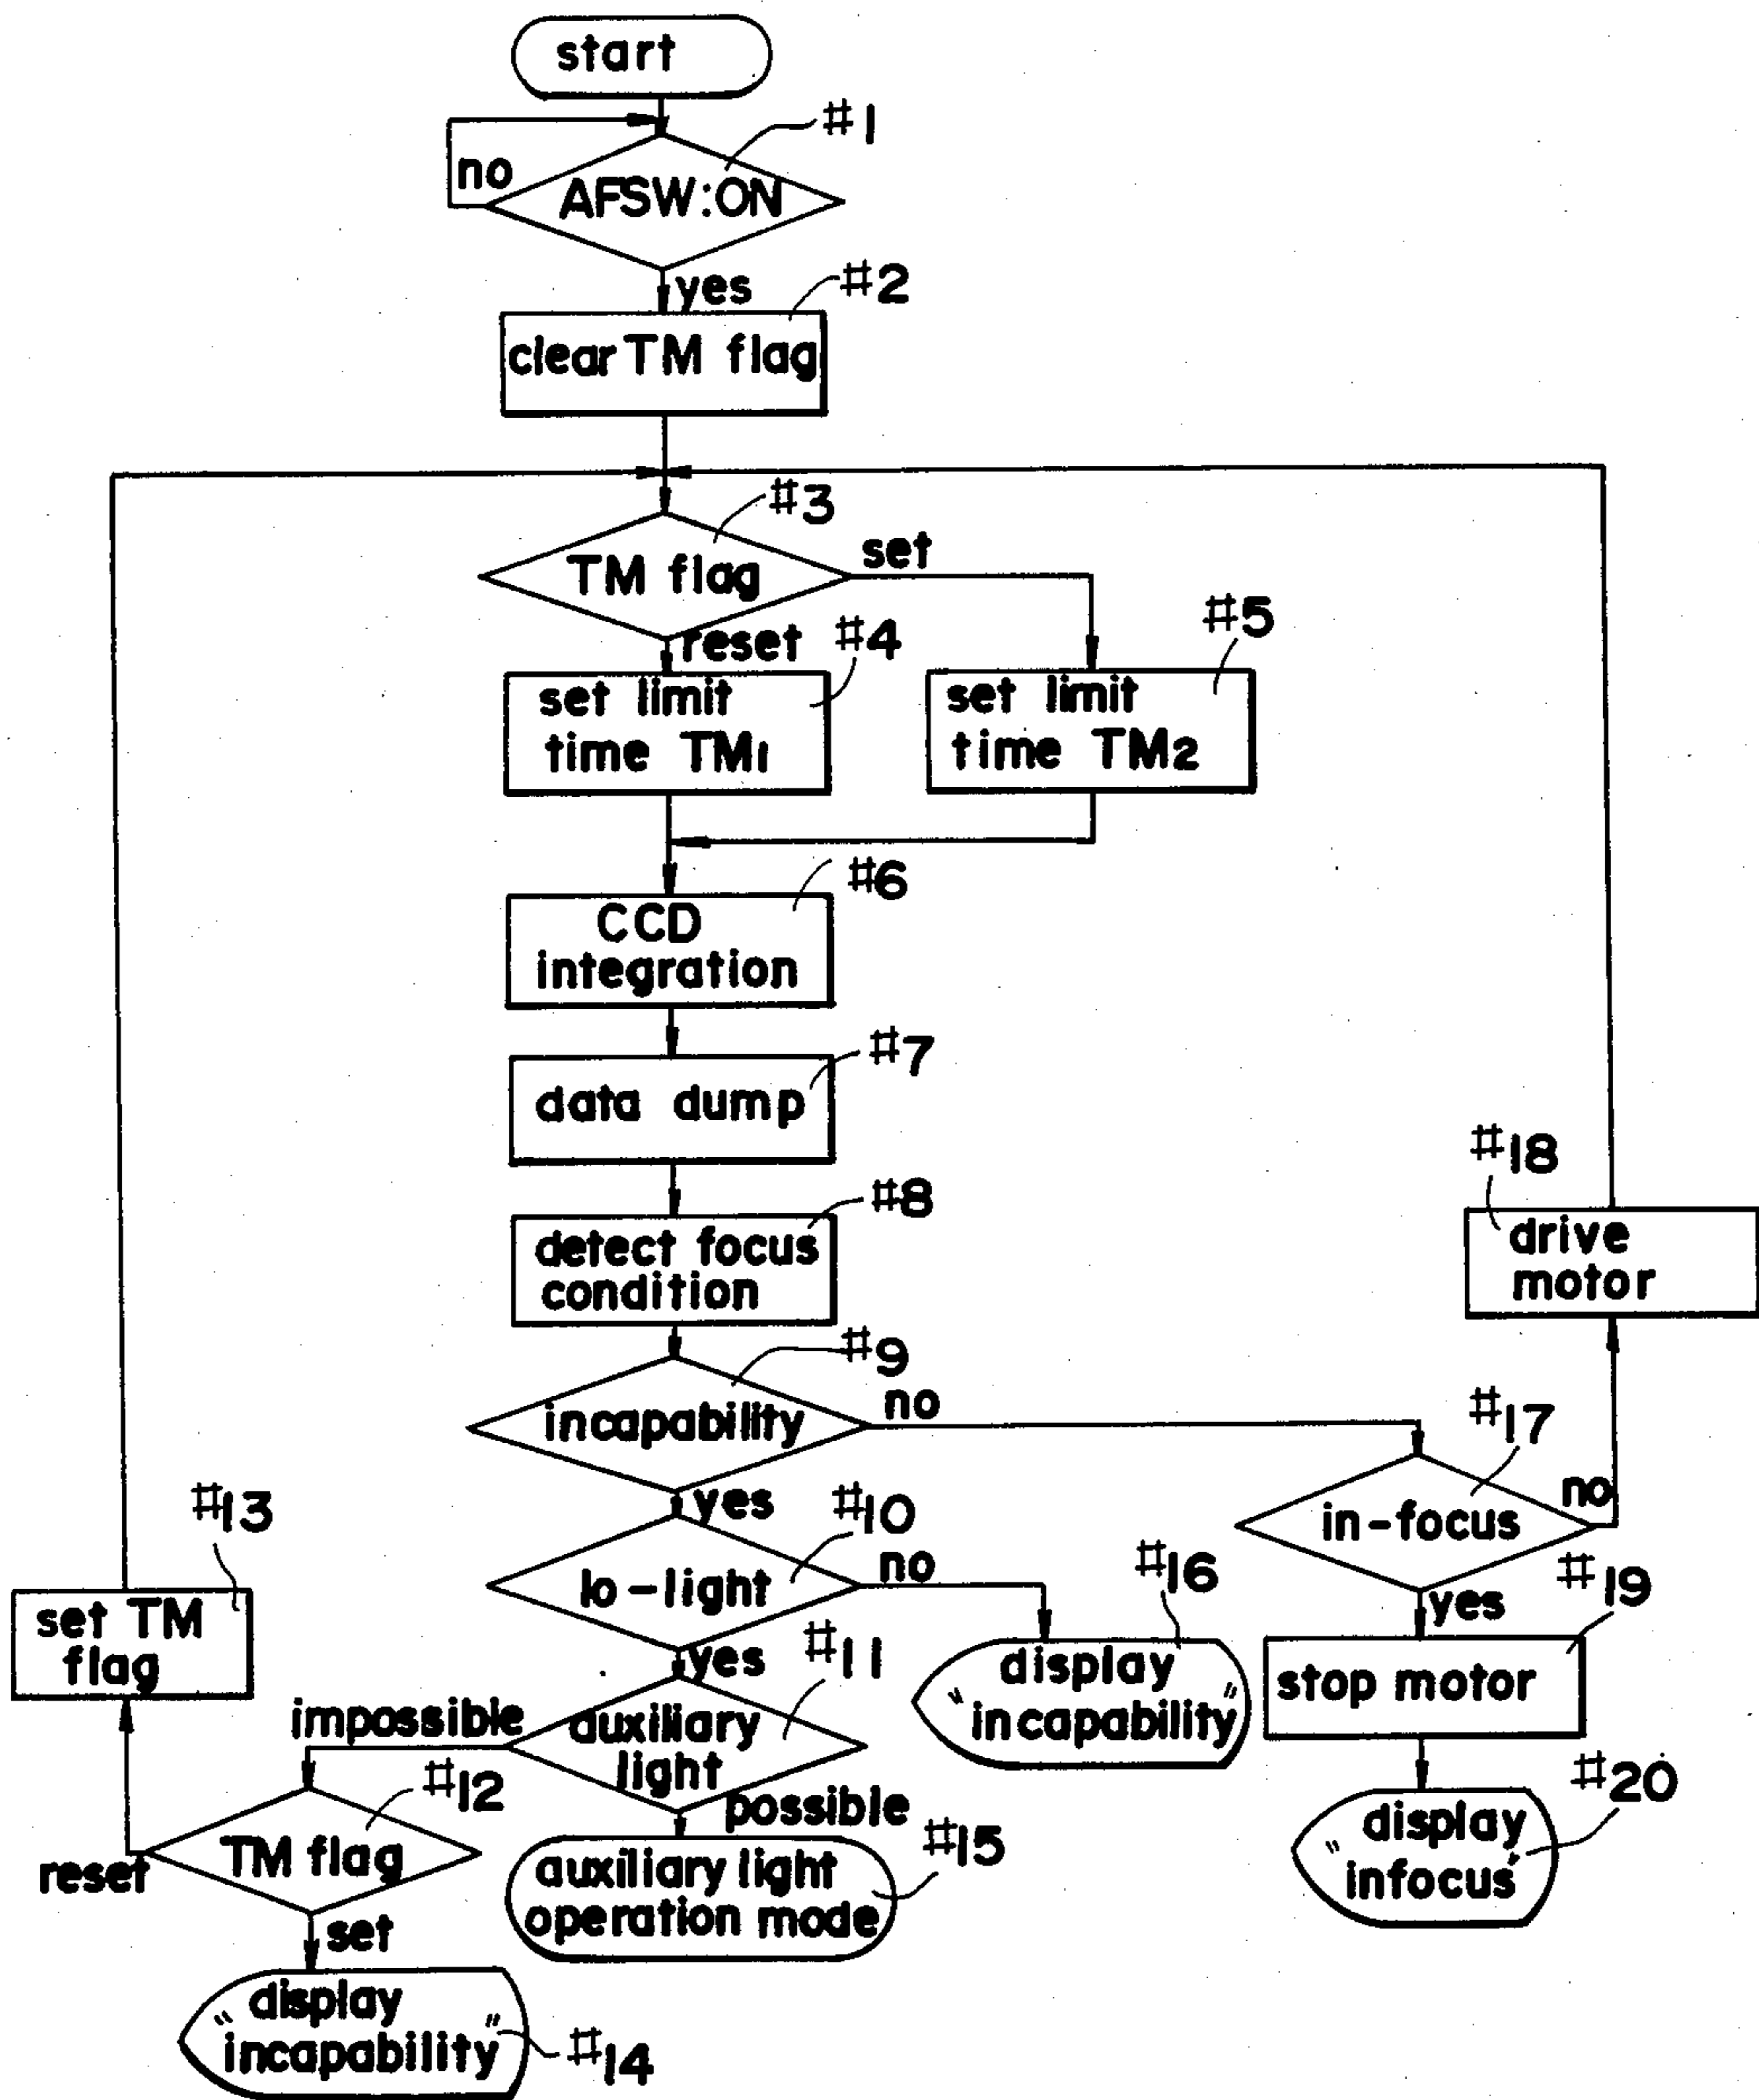 start
#1
no
AFSW:ON
yes
#2
clear TM flag
#3
TM flag
set
reset
#4
#5
set limit
time TM1
set limit
time TM2
#6
CCD
integration
#7
data dump
#8
detect focus
condition
#18
drive
motor
#9
incapability
no
#17
in-focus
no
yes
#10
lo-light
no
#16
display
"incapability"
yes
#19
stop motor
#13
set TM
flag
yes
#11
impossible
auxiliary
light
possible
#12
TM flag
reset
set
#15
auxiliary light
operation mode
#20
display
"infocus"
display
"incapability"
#14